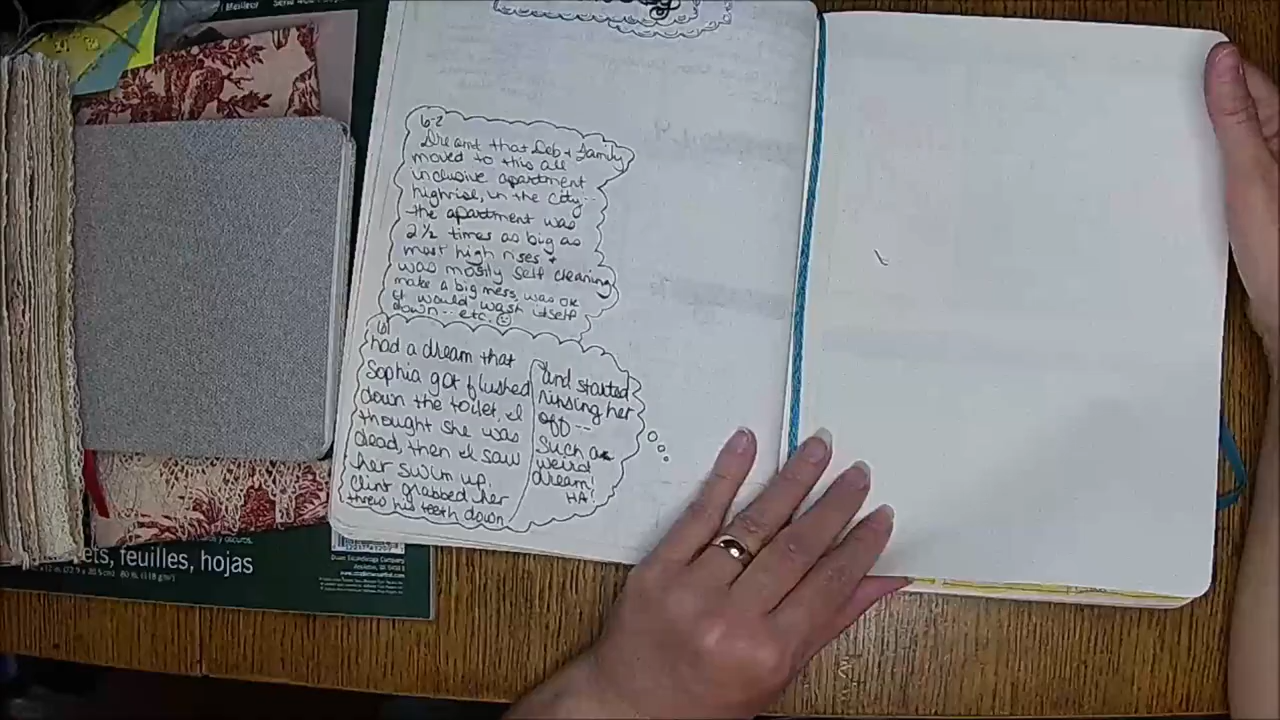 6-2
Dreamt that Deb + family
moved to this all
inclusive apartment
highrise, in the city..
the apartment was
2 1/2 times as big as
most high rises +
was mostly self cleaning
make a big mess, was ok
it would wash itself
down.. etc.
had a dream that
Sophia got flushed
down the toilet, I
thought she was
dead, then I saw
her swim up.
Clint grabbed her
threw his teeth down
and started
rinsing her
off...
Such a
weird
dream!
HA!
ets, feuilles, hojas